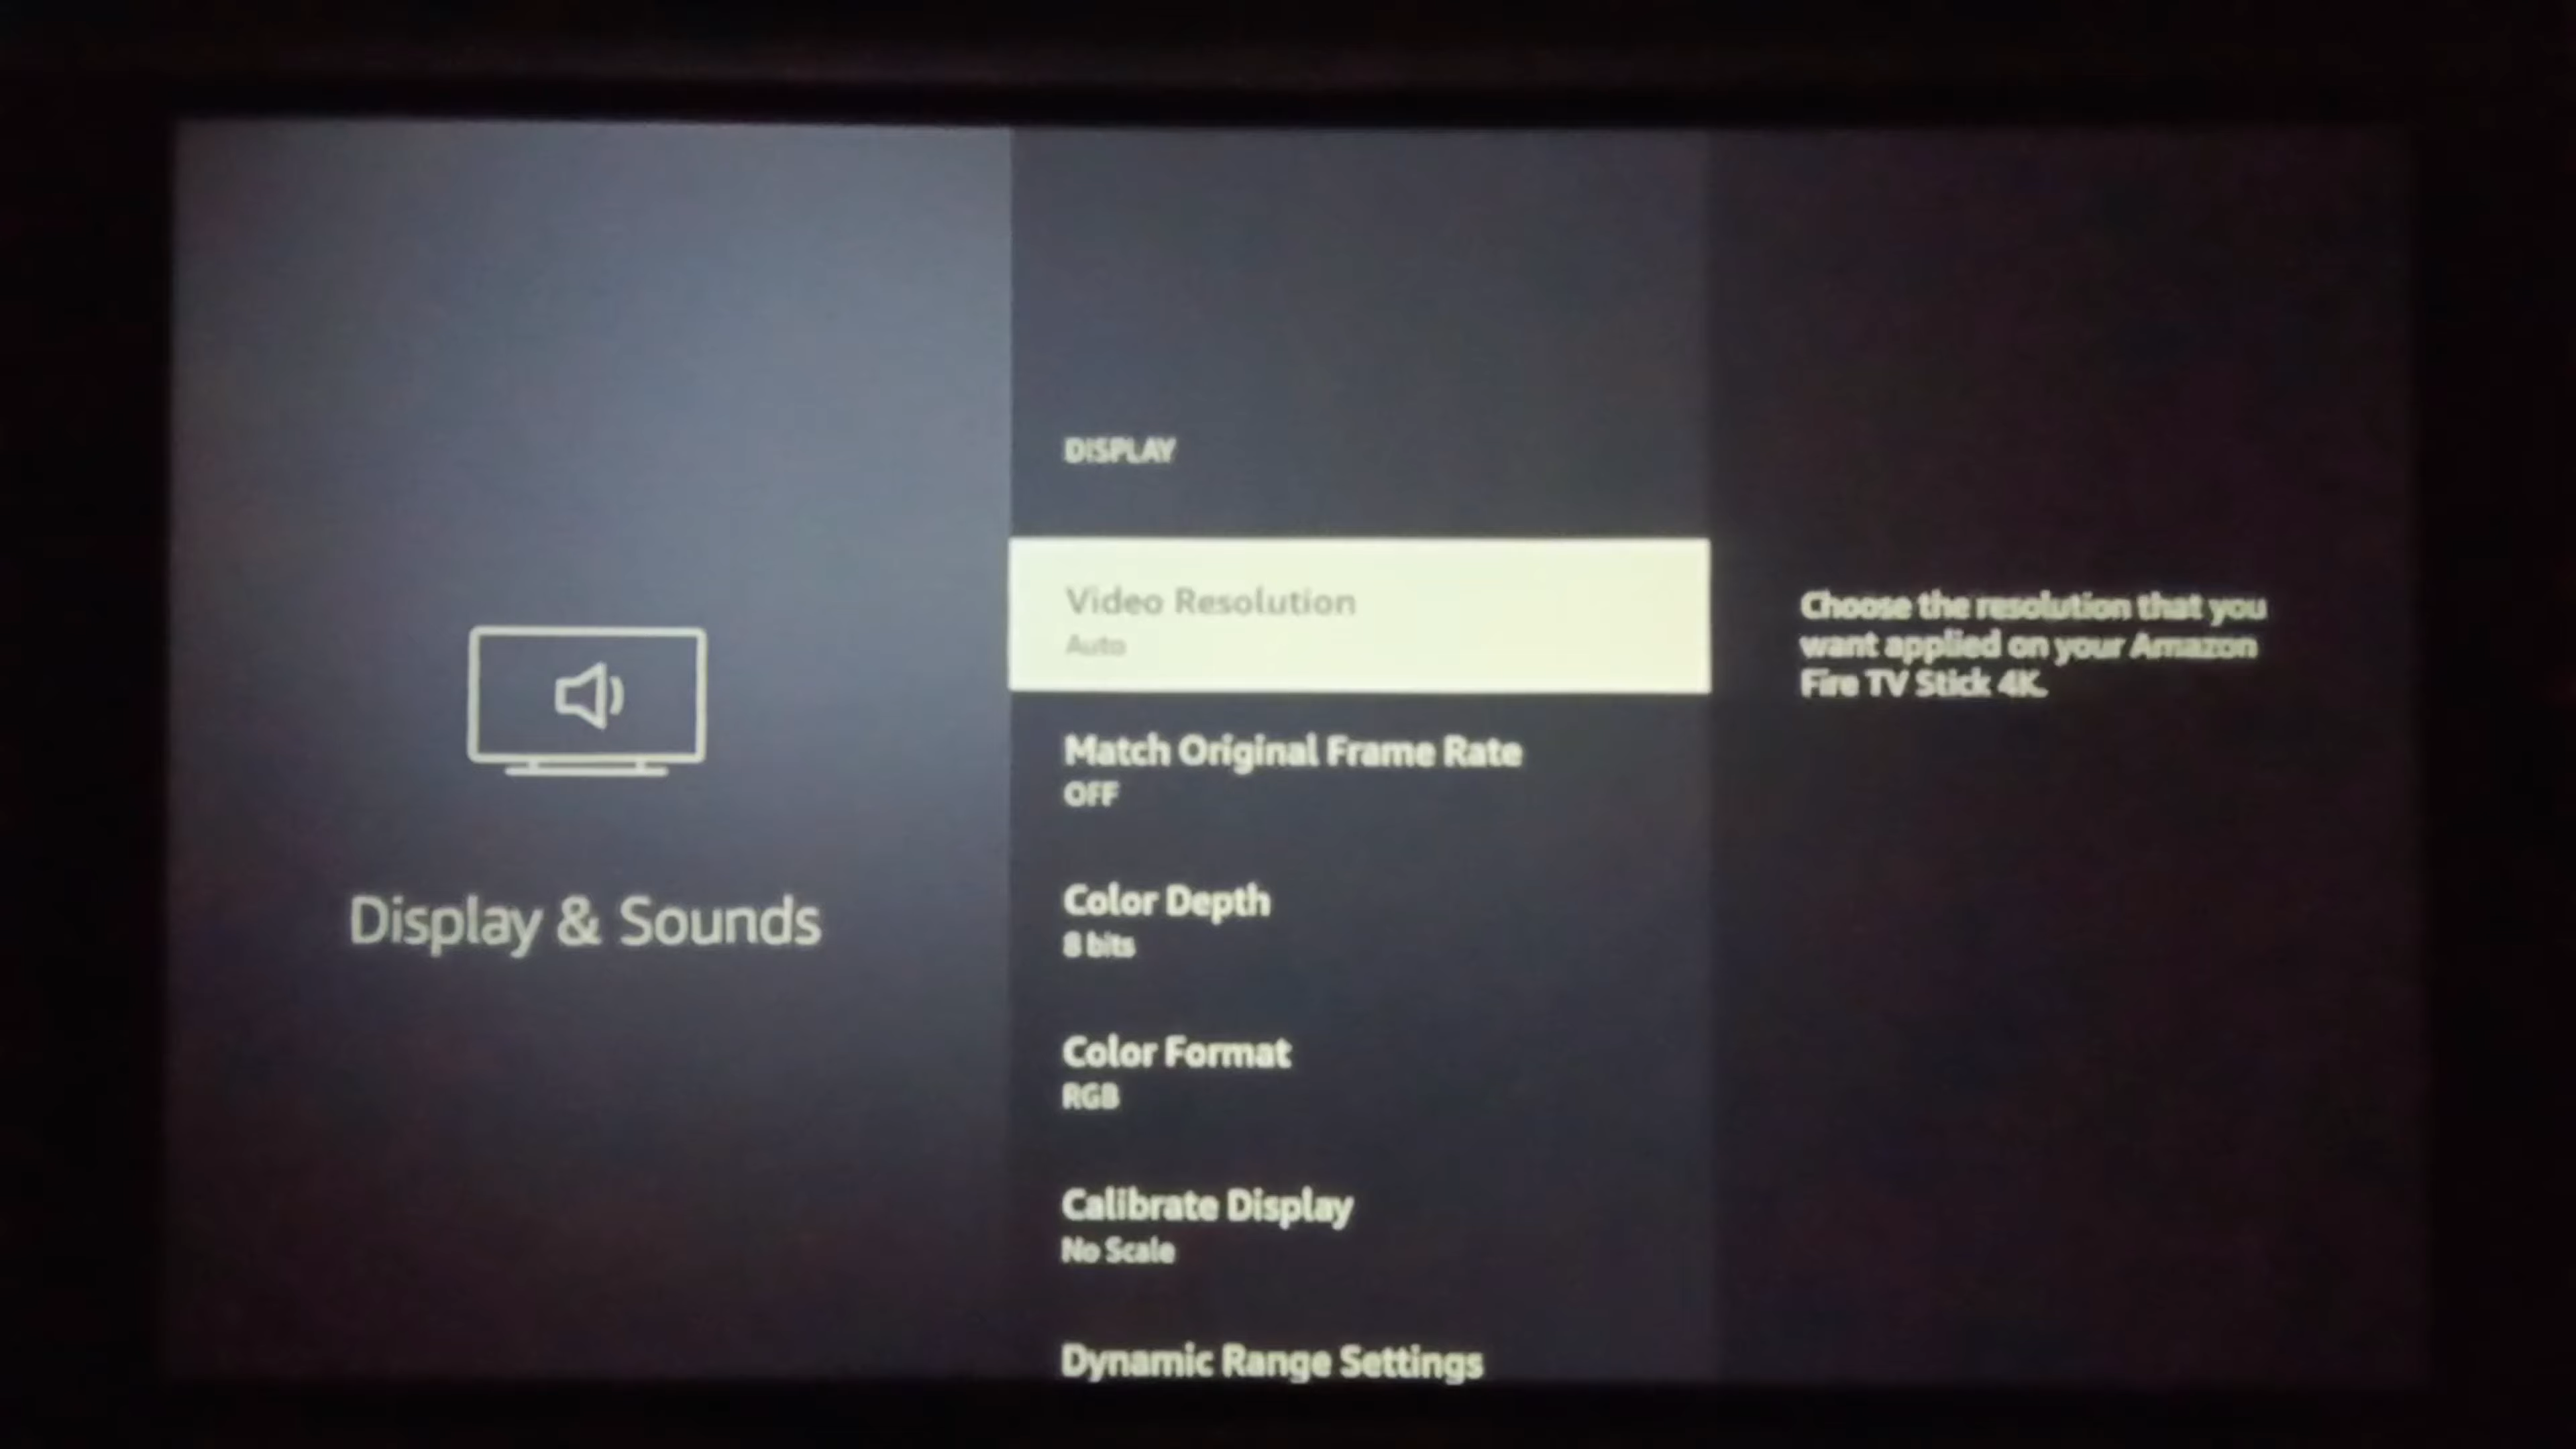 Display & Sounds
DISPLAY
Video Resolution
Auto
Match Original Frame Rate
OFF
Color Depth
8 bits
Color Format
RGB
Calibrate Display
No Scale
Dynamic Range Settings
Choose the resolution that you
want applied on your Amazon
Fire TV Stick 4K.